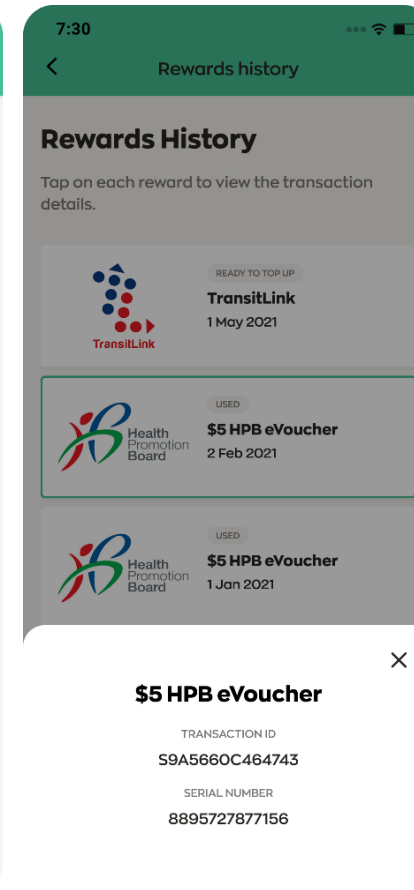 7:30
Rewards history
Rewards History
Tap on each reward to view the transaction
details.
READY TO TOP UP
TransitLink
1 May 2021
TransitLink
USED
$5 HPB eVoucher
2 Feb 2021
Health
Promotion
Board
USED
$5 HPB eVoucher
1 Jan 2021
Health
Promotion
Board
$5 HPB eVoucher
TRANSACTION ID
S9A5660C464743
SERIAL NUMBER
8895727877156